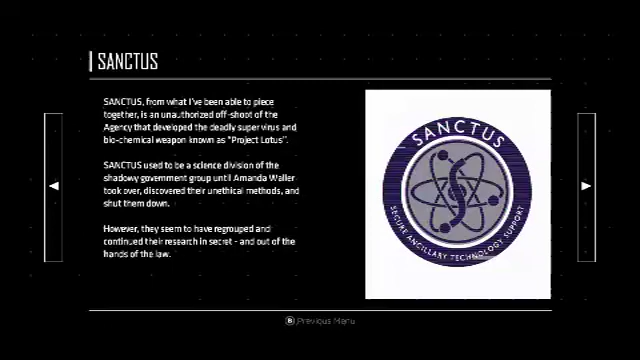 SANCTUS
SANCTUS, from what I've been able to piece
together, is an unauthorized off-shoot of the
Agency that developed the deadly super virus and
bio-chemical weapon known as "Project Lotus".
SANCTUS used to be a science division of the
shadowy government group until Amanda Waller
took over, discovered their unethical methods, and
shut them down.
However, they seem to have regrouped and
continued their research in secret - and out of the
hands of the law.
SANCTUS
SECURE ANCILLARY TECHNOLOGY SUPPORT
B Previous Menu